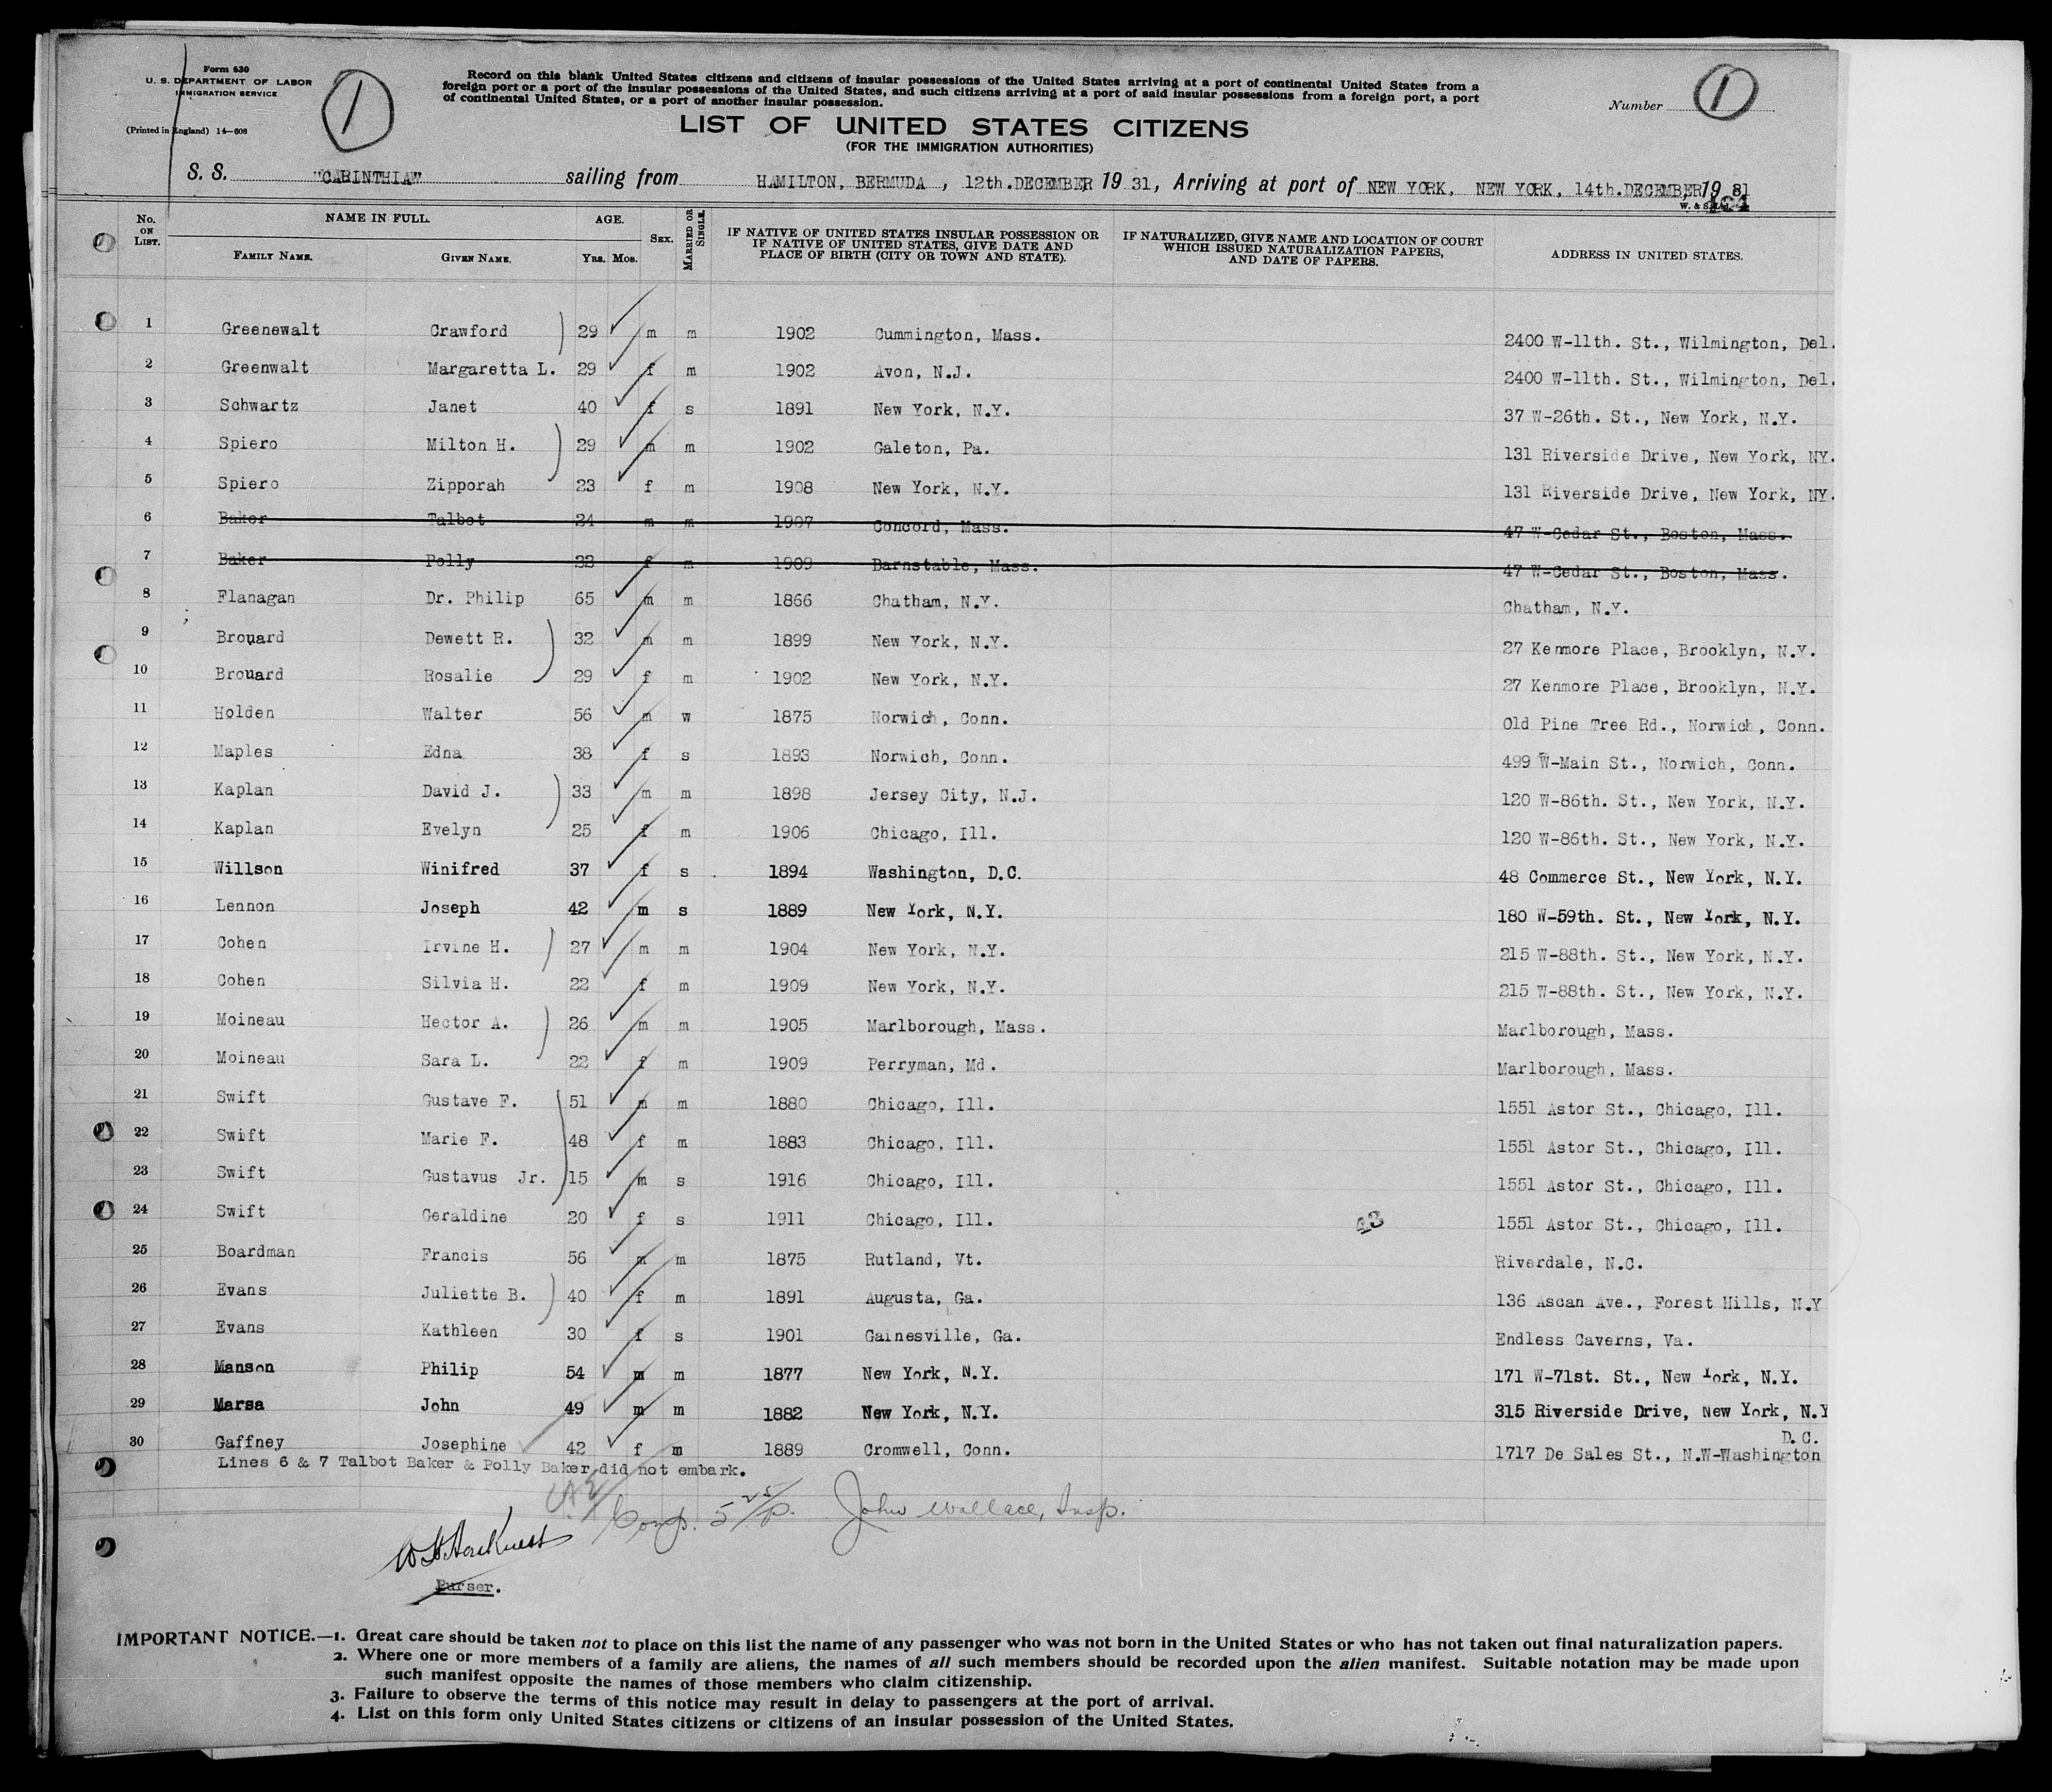 Form 630
U. S. DEPARTMENT OF LABOR
IMMIGRATION SERVICE
(Printed in England) 14—608
1
Record on this blank United States citizens and citizens of insular possessions of the United States arriving at a port of continental United States from a
foreign port or a port of the insular possessions of the United States, and such citizens arriving at a port of said insular possessions from a foreign port, a port
of continental United States, or a port of another insular possession.
Number 1
LIST OF UNITED STATES CITIZENS
(FOR THE IMMIGRATION AUTHORITIES)
S. S. "CARINTHIA" sailing from HAMILTON, BERMUDA , 12th.DECEMBER 19 31, Arriving at port of NEW YORK, NEW YORK, 14th.DECEMBER, 19 31
No. ON LIST. NAME IN FULL. FAMILY NAME. GIVEN NAME. AGE. YRS. MOS. SEX. MARRIED OR SINGLE. IF NATIVE OF UNITED STATES INSULAR POSSESSION OR IF NATIVE OF UNITED STATES, GIVE DATE AND PLACE OF BIRTH (CITY OR TOWN AND STATE). IF NATURALIZED, GIVE NAME AND LOCATION OF COURT WHICH ISSUED NATURALIZATION PAPERS, AND DATE OF PAPERS. ADDRESS IN UNITED STATES.
1 Greenewalt Crawford 29 m m 1902 Cummington, Mass. 2400 W-11th. St., Wilmington, Del.
2 Greenwalt Margaretta L. 29 f m 1902 Avon, N.J. 2400 W-11th. St., Wilmington, Del.
3 Schwartz Janet 40 f s 1891 New York, N.Y. 37 W-26th. St., New York, N.Y.
4 Spiero Milton H. 29 m m 1902 Galeton, Pa. 131 Riverside Drive, New York, NY.
5 Spiero Zipporah 23 f m 1908 New York, N.Y. 131 Riverside Drive, New York, NY.
6 Baker Talbot 24 m m 1907 Concord, Mass. 47 W-Cedar St., Boston, Mass.
7 Baker Polly 22 f m 1909 Barnstable, Mass. 47 W-Cedar St., Boston, Mass.
8 Flanagan Dr. Philip 65 m m 1866 Chatham, N.Y. Chatham, N.Y.
9 Brouard Dewett R. 32 m m 1899 New York, N.Y. 27 Kenmore Place, Brooklyn, N.Y.
10 Brouard Rosalie 29 f m 1902 New York, N.Y. 27 Kenmore Place, Brooklyn, N.Y.
11 Holden Walter 56 m w 1875 Norwich, Conn. Old Pine Tree Rd., Norwich, Conn.
12 Maples Edna 38 f s 1893 Norwich, Conn. 499 W-Main St., Norwich, Conn.
13 Kaplan David J. 33 m m 1898 Jersey City, N.J. 120 W-86th. St., New York, N.Y.
14 Kaplan Evelyn 25 f m 1906 Chicago, Ill. 120 W-86th. St., New York, N.Y.
15 Willson Winifred 37 f s 1894 Washington, D.C. 48 Commerce St., New York, N.Y.
16 Lennon Joseph 42 m s 1889 New York, N.Y. 180 W-59th. St., New York, N.Y.
17 Cohen Irvine H. 27 m m 1904 New York, N.Y. 215 W-88th. St., New York, N.Y.
18 Cohen Silvia H. 22 f m 1909 New York, N.Y. 215 W-88th. St., New York, N.Y.
19 Moineau Hector A. 26 m m 1905 Marlborough, Mass. Marlborough, Mass.
20 Moineau Sara L. 22 f m 1909 Perryman, Md. Marlborough, Mass.
21 Swift Gustave F. 51 m m 1880 Chicago, Ill. 1551 Astor St., Chicago, Ill.
22 Swift Marie F. 48 f m 1883 Chicago, Ill. 1551 Astor St., Chicago, Ill.
23 Swift Gustavus Jr. 15 m s 1916 Chicago, Ill. 1551 Astor St., Chicago, Ill.
24 Swift Geraldine 20 f s 1911 Chicago, Ill. 43 1551 Astor St., Chicago, Ill.
25 Boardman Francis 56 m m 1875 Rutland, Vt. Riverdale, N.C.
26 Evans Juliette B. 40 f m 1891 Augusta, Ga. 136 Ascan Ave., Forest Hills, N.Y
27 Evans Kathleen 30 f s 1901 Gainesville, Ga. Endless Caverns, Va.
28 Manson Philip 54 m m 1877 New York, N.Y. 171 W-71st. St., New York, N.Y.
29 Marsa John 49 m m 1882 New York, N.Y. 315 Riverside Drive, New York, N.Y
30 Gaffney Josephine 42 f m 1889 Cromwell, Conn. 1717 De Sales St., N.W-Washington D.C.
Lines 6 & 7 Talbot Baker & Polly Baker did not embark.
Comp. 5 25/p. John Wallace, Insp.
Purser.
IMPORTANT NOTICE.—1. Great care should be taken not to place on this list the name of any passenger who was not born in the United States or who has not taken out final naturalization papers.
2. Where one or more members of a family are aliens, the names of all such members should be recorded upon the alien manifest. Suitable notation may be made upon
such manifest opposite the names of those members who claim citizenship.
3. Failure to observe the terms of this notice may result in delay to passengers at the port of arrival.
4. List on this form only United States citizens or citizens of an insular possession of the United States.